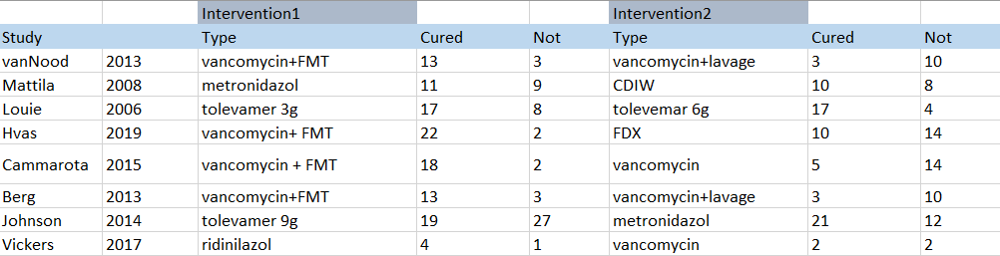 Intervention1 Intervention2
Study Type Cured Not Type Cured Not
vanNood 2013 vancomycin+FMT 13 3 vancomycin+lavage 3 10
Mattila 2008 metronidazol 11 9 CDIW 10 8
Louie 2006 tolevamer 3g 17 8 tolevemar 6g 17 4
Hvas 2019 vancomycin+ FMT 22 2 FDX 10 14
Cammarota 2015 vancomycin + FMT 18 2 vancomycin 5 14
Berg 2013 vancomycin+FMT 13 3 vancomycin+lavage 3 10
Johnson 2014 tolevamer 9g 19 27 metronidazol 21 12
Vickers 2017 ridinilazol 4 1 vancomycin 2 2